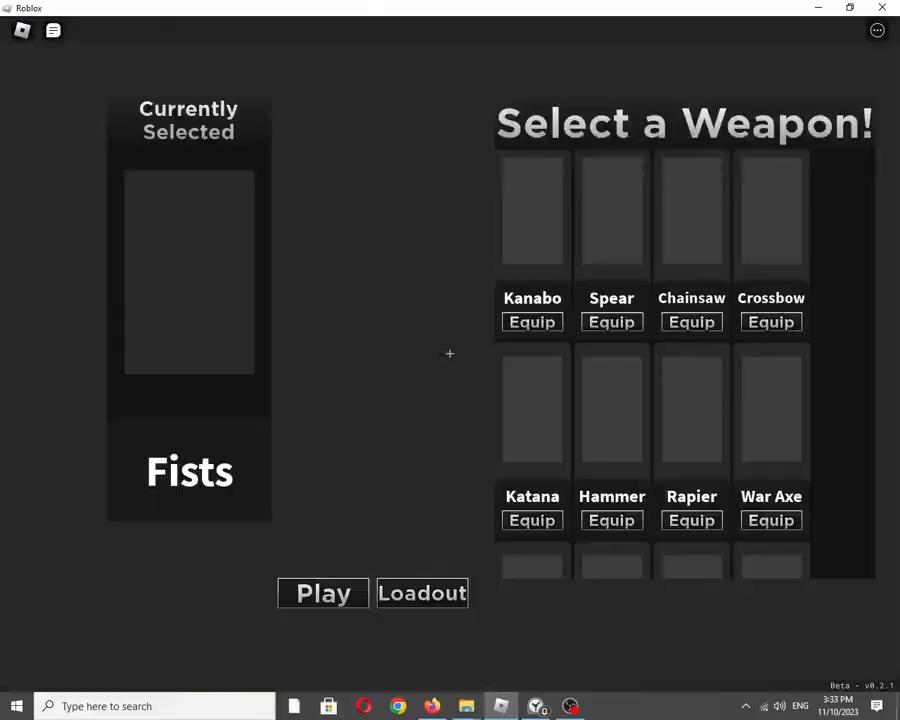 Roblox
Currently
Selected
Fists
Select a Weapon!
Kanabo Spear Chainsaw Crossbow
Equip Equip Equip Equip
Katana Hammer Rapier War Axe
Equip Equip Equip Equip
Play Loadout
Beta - v0.2.1
Type here to search
ENG
3:33 PM
11/10/2023